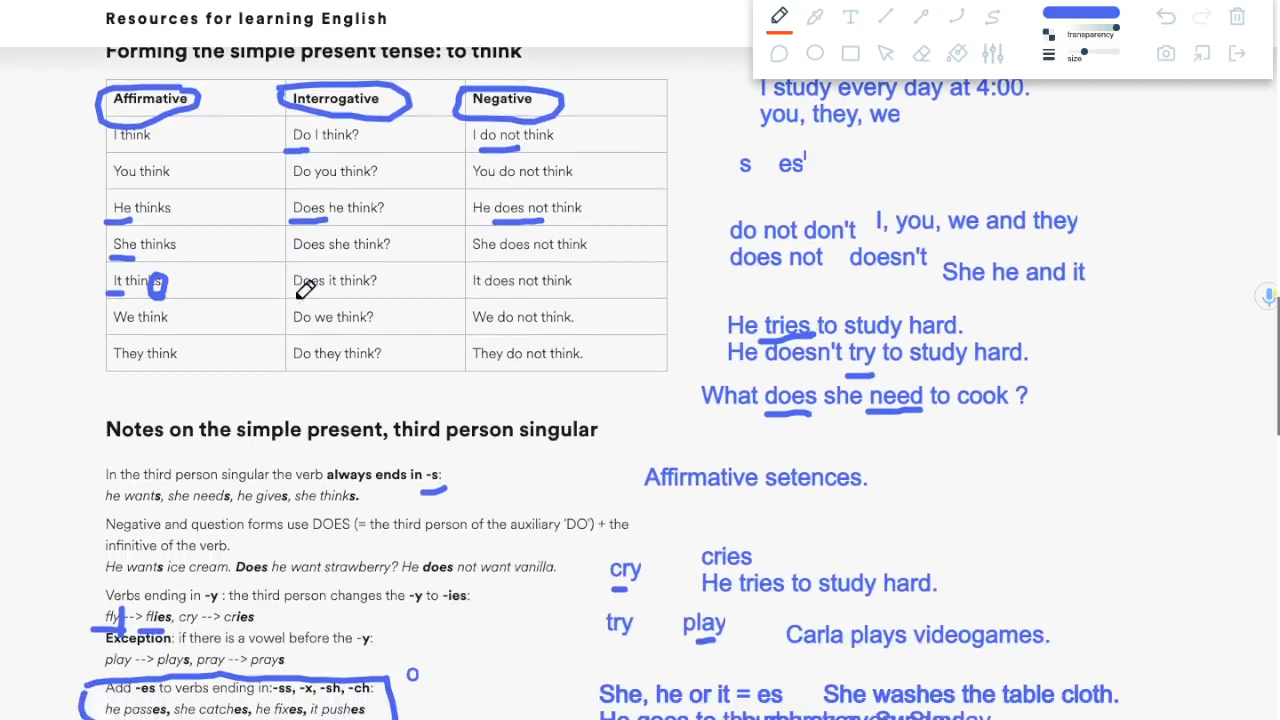 Resources for learning English
transparency
size
Forming the simple present tense: to think
Affirmative Interrogative Negative
I think Do I think? I do not think
You think Do you think? You do not think
He thinks Does he think? He does not think
She thinks Does she think? She does not think
It thinks Does it think? It does not think
We think Do we think? We do not think.
They think Do they think? They do not think.
I study every day at 4:00.
you, they, we
s es'
do not don't I, you, we and they
does not doesn't She he and it
He tries to study hard.
He doesn't try to study hard.
What does she need to cook ?
Notes on the simple present, third person singular
In the third person singular the verb always ends in -s:
he wants, she needs, he gives, she thinks.
Negative and question forms use DOES (= the third person of the auxiliary 'DO') + the
infinitive of the verb.
He wants ice cream. Does he want strawberry? He does not want vanilla.
Verbs ending in -y : the third person changes the -y to -ies:
fly --> flies, cry --> cries
Exception: if there is a vowel before the -y:
play --> plays, pray --> prays
Add -es to verbs ending in:-ss, -x, -sh, -ch:
he passes, she catches, he fixes, it pushes
o
Affirmative setences.
cry cries
He tries to study hard.
try play Carla plays videogames.
She, he or it = es She washes the table cloth.
He goes to the